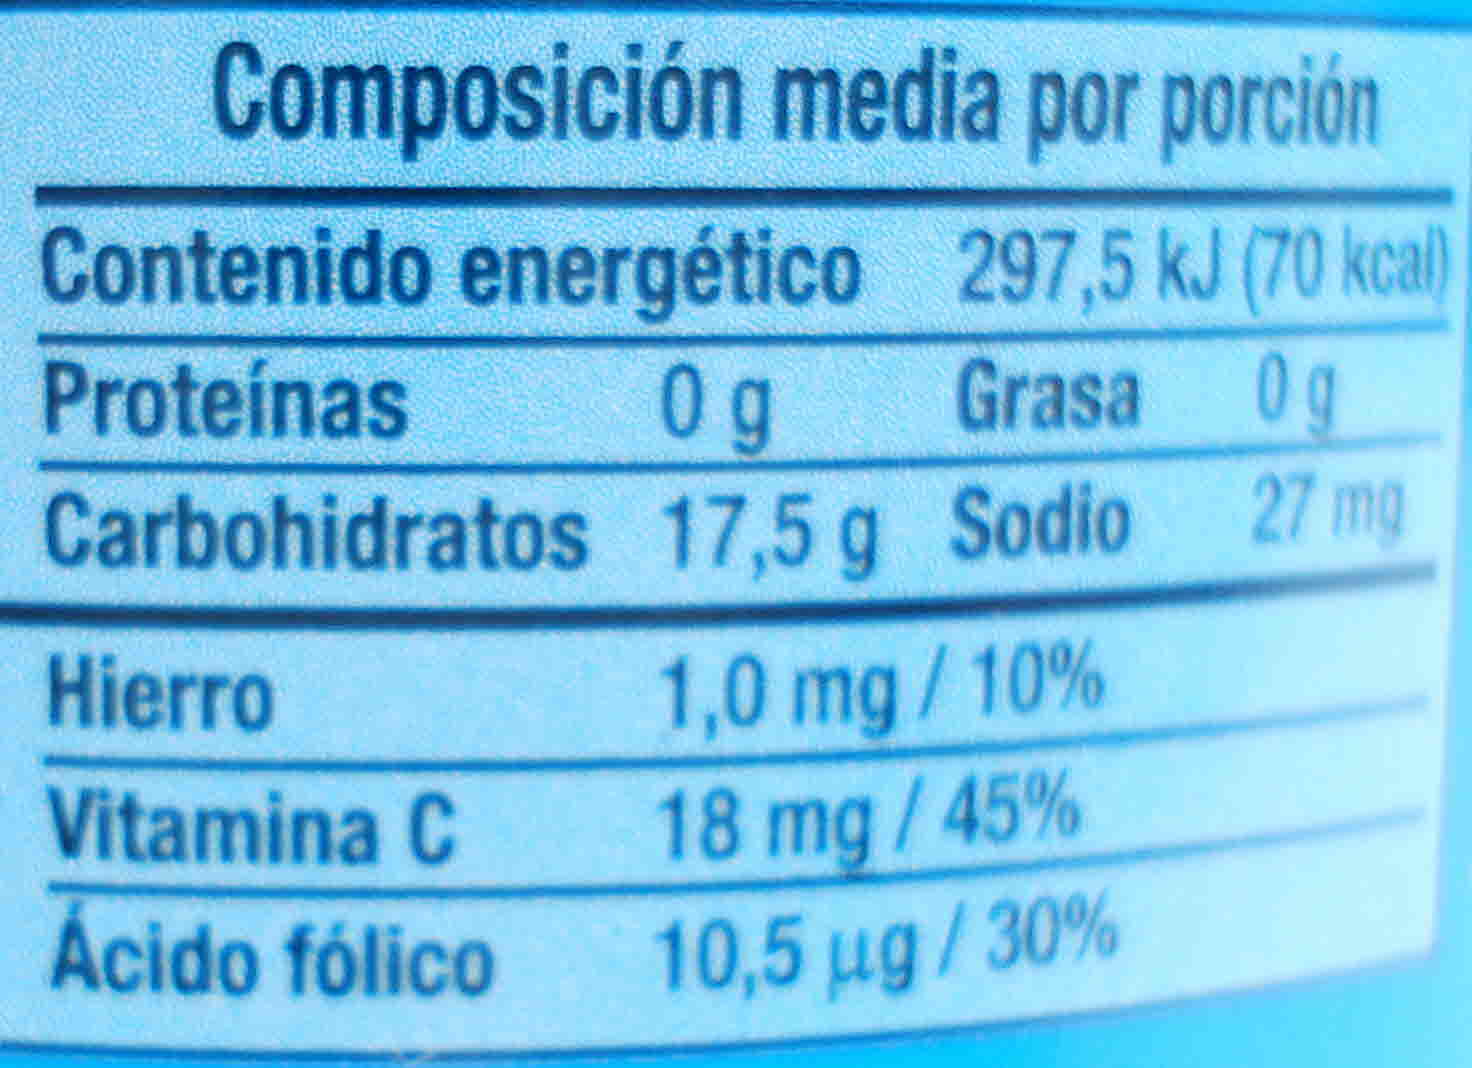 Composición media por porción
Contenido energético 297,5 kJ (70 kcal)
Proteínas 0 g Grasa 0 g
Carbohidratos 17,5 g Sodio 27 mg
Hierro 1,0 mg / 10%
Vitamina C 18 mg / 45%
Ácido fólico 10,5 µg / 30%